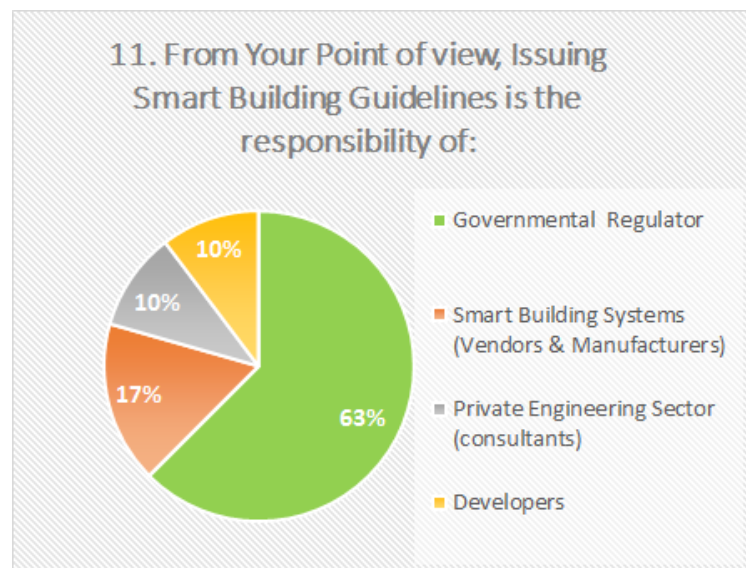 11. From Your Point of view, Issuing
Smart Building Guidelines is the
responsibility of:
10%
10%
17%
63%
Governmental Regulator
Smart Building Systems
(Vendors & Manufacturers)
Private Engineering Sector
(consultants)
Developers